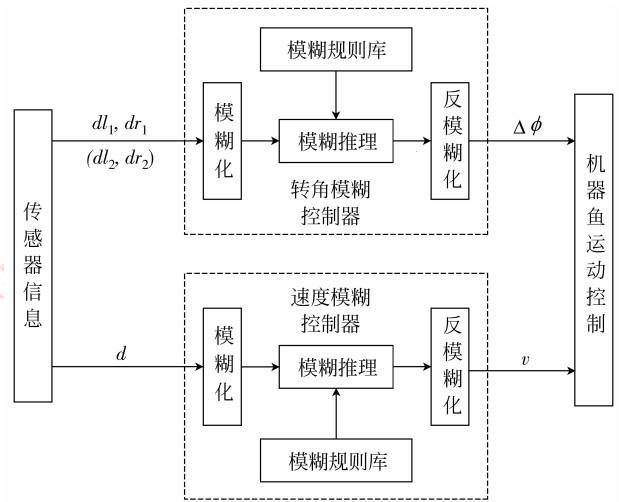 模糊规则库
dl₁, dr₁
(dl₂, dr₂)
模糊化
模糊推理
反模糊化
Δϕ
转角模糊
控制器
传感器信息
机器鱼运动控制
速度模糊
控制器
d
模糊化
模糊推理
反模糊化
v
模糊规则库